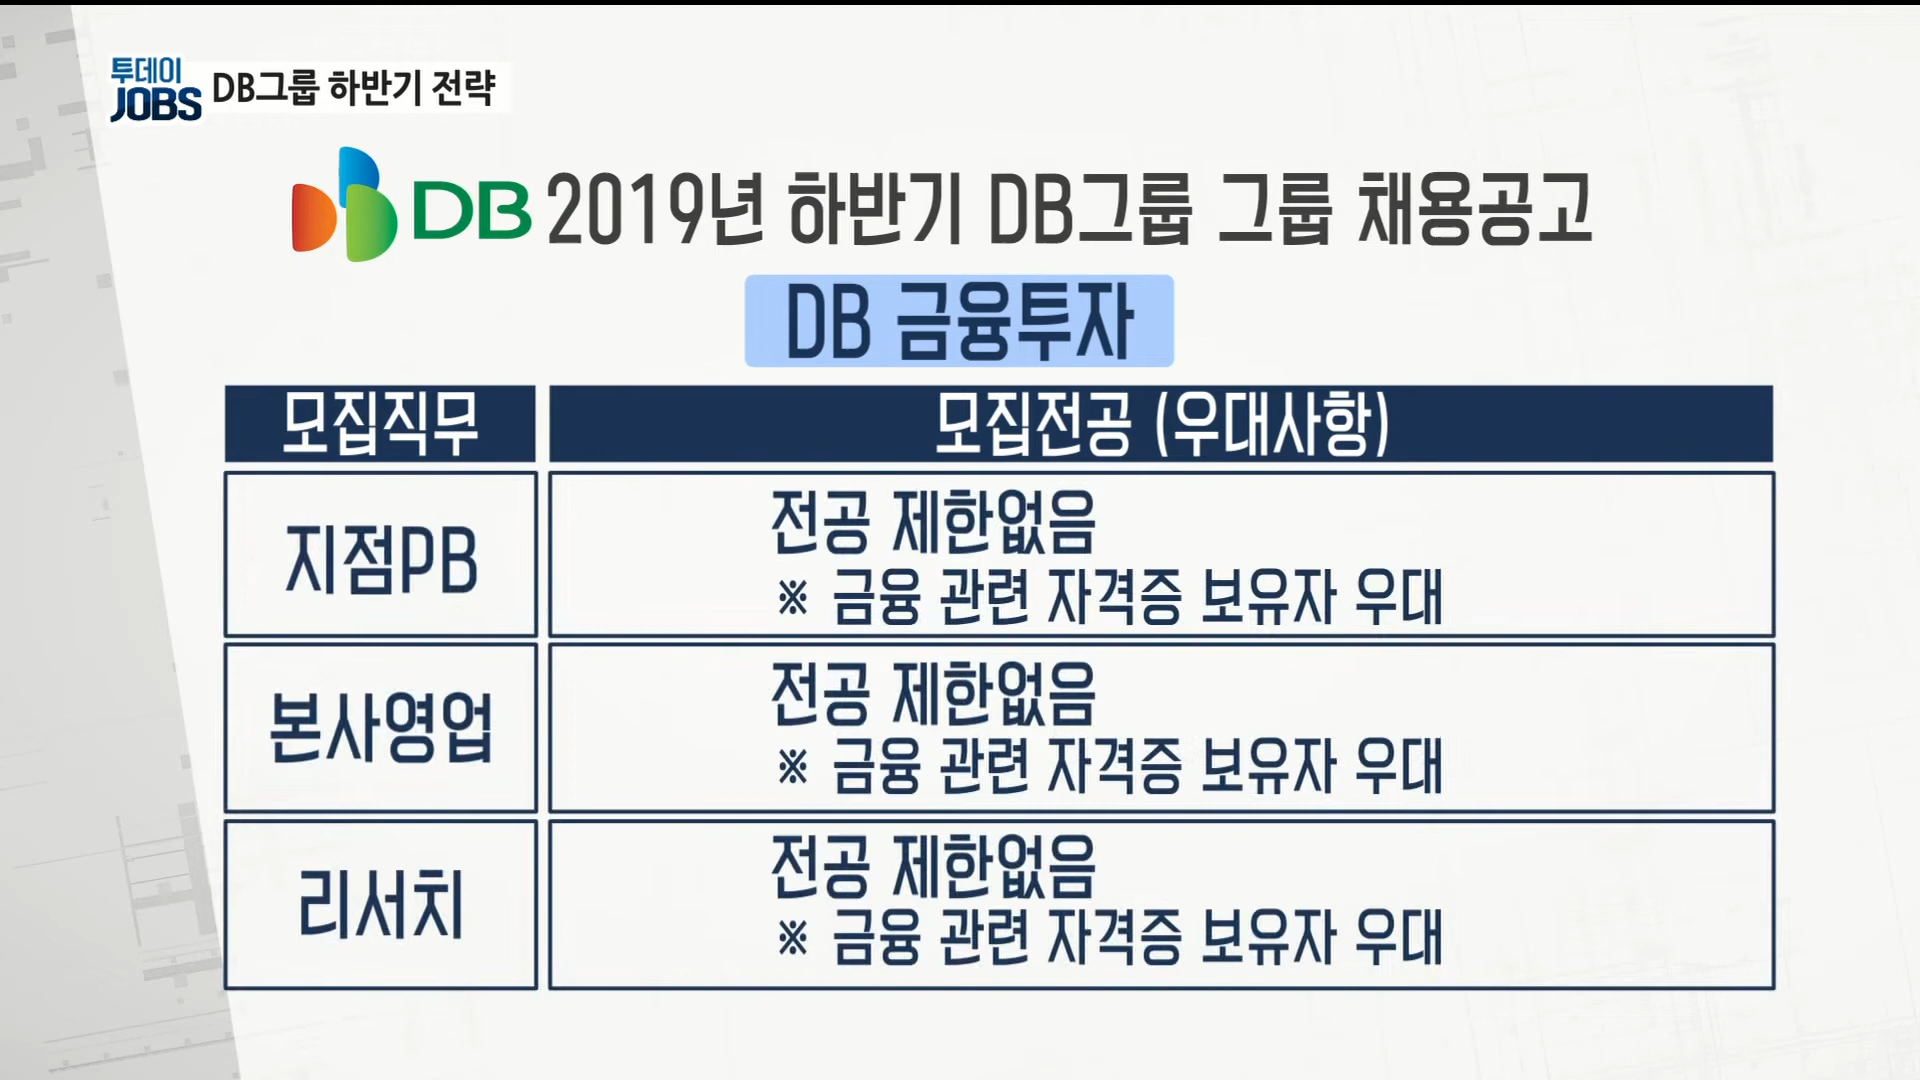 투데이
JOBS
DB그룹 하반기 전략
DB 2019년 하반기 DB그룹 그룹 채용공고
DB 금융투자
모집직무 모집전공 (우대사항)
지점PB
전공 제한없음
※ 금융 관련 자격증 보유자 우대
본사영업
전공 제한없음
※ 금융 관련 자격증 보유자 우대
리서치
전공 제한없음
※ 금융 관련 자격증 보유자 우대